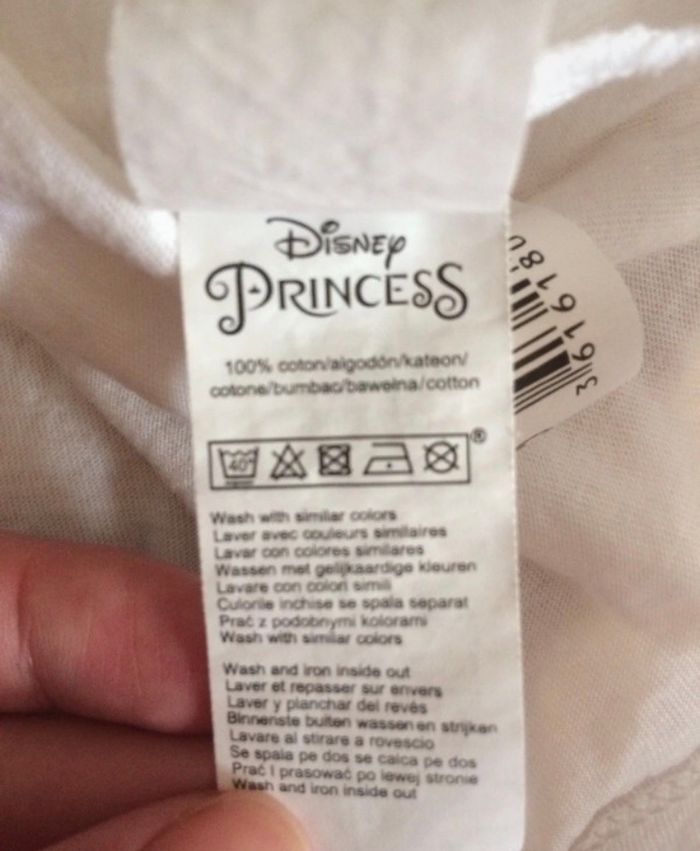 Disney
PRINCESS
100% coton/algodón/katoen/
cotone/bumbac/bawełna/cotton
40°
®
Wash with similar colors
Laver avec couleurs similaires
Lavar con colores similares
Wassen met gelijkaardige kleuren
Lavare con colori simili
Culorile inchise se spala separat
Prać z podobnymi kolorami
Wash with similar colors
Wash and iron inside out
Laver et repasser sur envers
Laver y planchar del revés
Binnenste buiten wassen en strijken
Lavare al stirare a rovescio
Se spala pe dos se calca pe dos
Prać I prasować po lewej stronie
Wash and iron inside out
361618